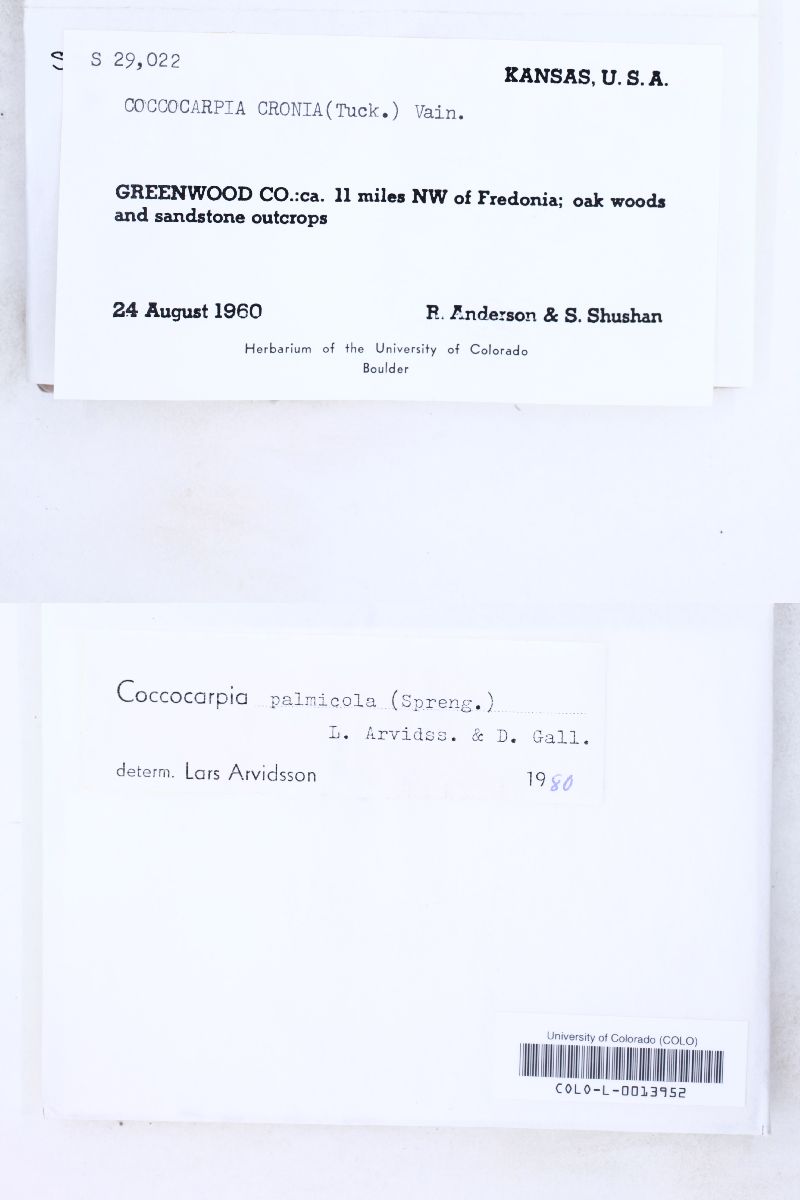 S 29,022
KANSAS, U. S. A.
COCCOCARPIA CRONIA(Tuck.) Vain.
GREENWOOD CO.:ca. 11 miles NW of Fredonia; oak woods
and sandstone outcrops
24 August 1960
R. Anderson & S. Shushan
Herbarium of the University of Colorado
Boulder
Coccocarpia palmicola (Spreng.)
L. Arvidss. & D. Gall.
determ. Lars Arvidsson 1980
University of Colorado (COLO)
COLO-L-0013952